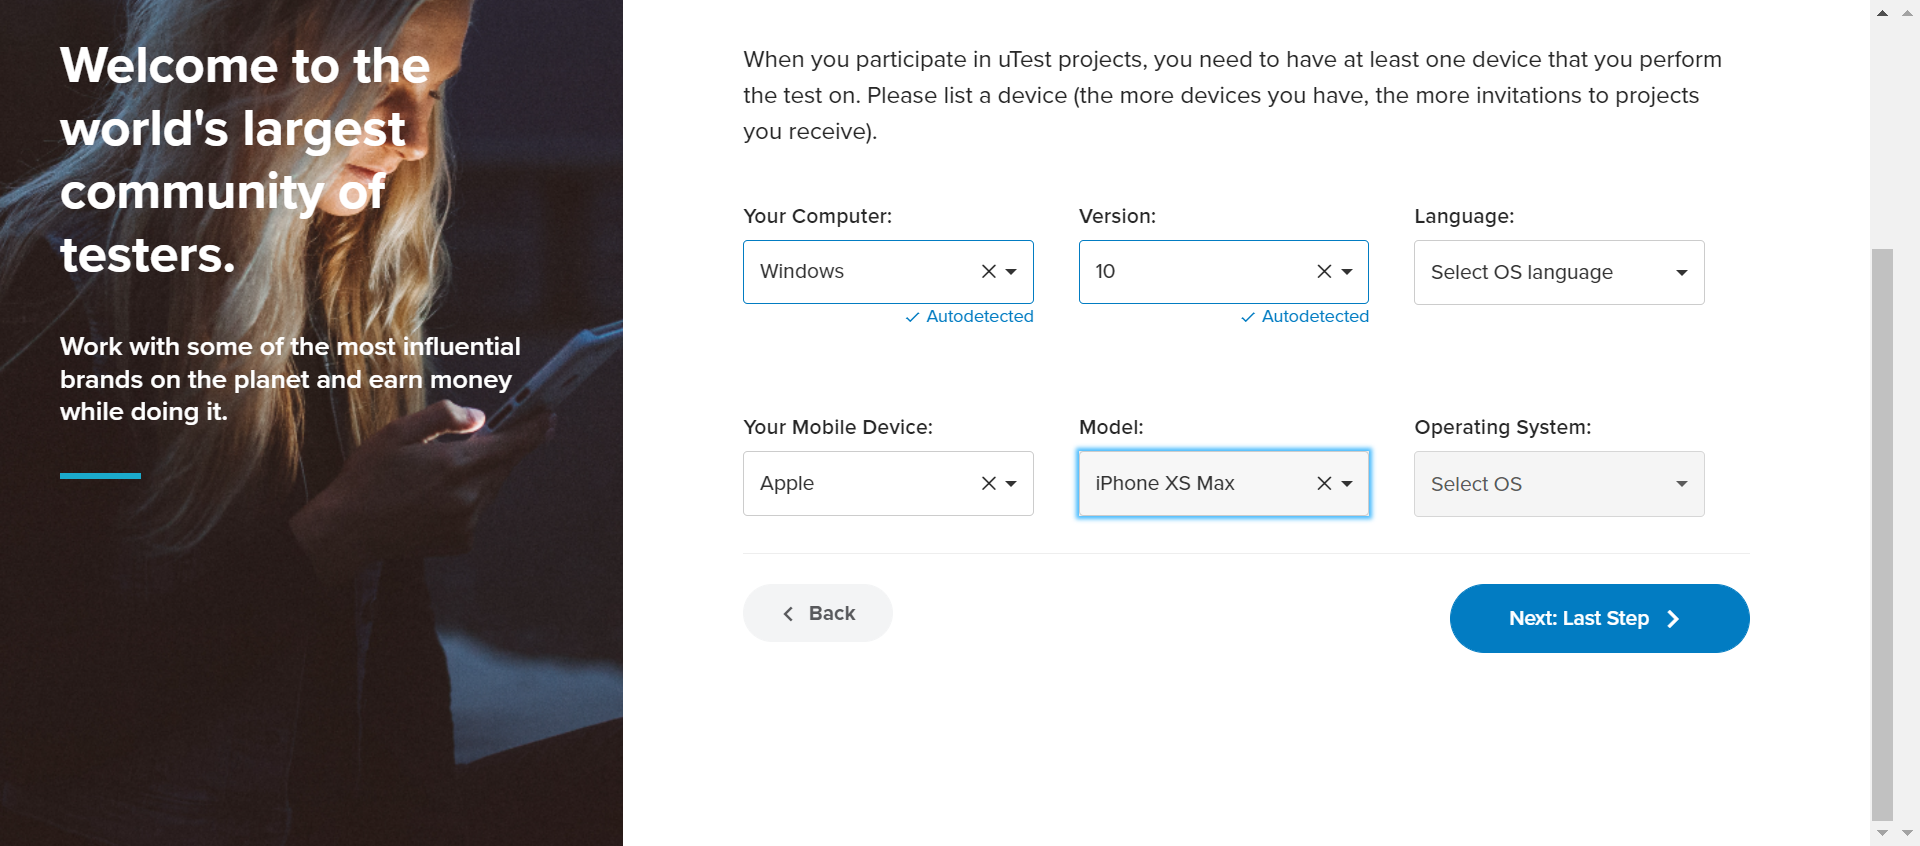 Welcome to the
world's largest
community of
testers.
Work with some of the most influential
brands on the planet and earn money
while doing it.
When you participate in uTest projects, you need to have at least one device that you perform
the test on. Please list a device (the more devices you have, the more invitations to projects
you receive).
Your Computer: Version: Language:
Windows 10 Select OS language
Autodetected Autodetected
Your Mobile Device: Model: Operating System:
Apple iPhone XS Max Select OS
Back Next: Last Step